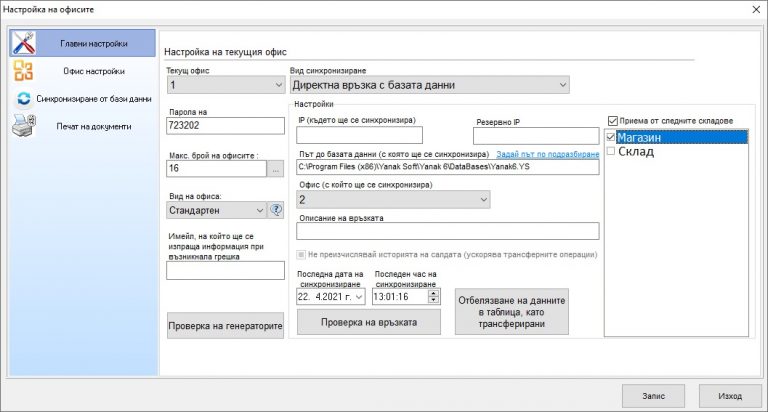 Настройка на офисите
Главни настройки
Офис настройки
Синхронизиране от бази данни
Печат на документи
Настройка на текущия офис
Текущ офис
1
Вид синхронизиране
Директна връзка с базата данни
Парола на
723202
Макс. брой на офисите :
16
...
Вид на офиса:
Стандартен
?
Имейл, на който ще се
изпраща информация при
възникнала грешка
Проверка на генераторите
Настройки
IP (където ще се синхронизира)
Резервно IP
Път до базата данни (с която ще се синхронизира)
Задай път по подразбиране
C:\Program Files (x86)\Yanak Soft\Yanak 6\DataBases\Yanak6.YS
Офис (с който ще се синхронизира)
2
Описание на връзката
Не преизчислявай историята на салдата (ускорява трансферните операции)
Последна дата на
синхронизиране
22. 4.2021 г.
Последен час на
синхронизиране
13:01:16
Проверка на връзката
Отбелязване на данните
в таблица, като
трансферирани
Приема от следните складове
Магазин
Склад
Запис
Изход